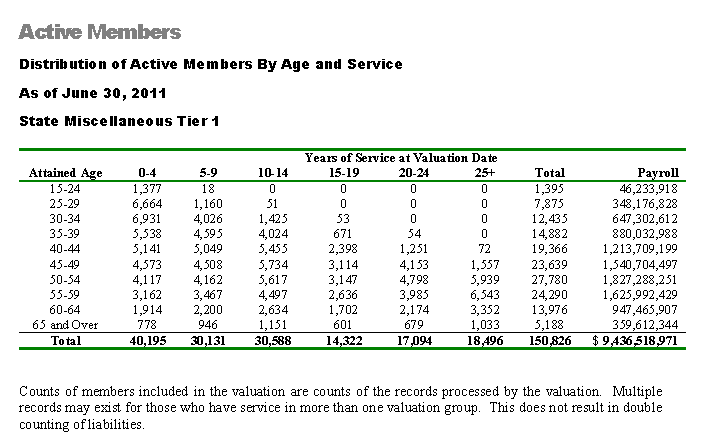 Active Members
Distribution of Active Members By Age and Service
As of June 30, 2011
State Miscellaneous Tier 1
Years of Service at Valuation Date
Attained Age 0-4 5-9 10-14 15-19 20-24 25+ Total Payroll
15-24 1,377 18 0 0 0 0 1,395 46,233,918
25-29 6,664 1,160 51 0 0 0 7,875 348,176,828
30-34 6,931 4,026 1,425 53 0 0 12,435 647,302,612
35-39 5,538 4,595 4,024 671 54 0 14,882 880,032,988
40-44 5,141 5,049 5,455 2,398 1,251 72 19,366 1,213,709,199
45-49 4,573 4,508 5,734 3,114 4,153 1,557 23,639 1,540,704,497
50-54 4,117 4,162 5,617 3,147 4,798 5,939 27,780 1,827,288,251
55-59 3,162 3,467 4,497 2,636 3,985 6,543 24,290 1,625,992,429
60-64 1,914 2,200 2,634 1,702 2,174 3,352 13,976 947,465,907
65 and Over 778 946 1,151 601 679 1,033 5,188 359,612,344
Total 40,195 30,131 30,588 14,322 17,094 18,496 150,826 $ 9,436,518,971
Counts of members included in the valuation are counts of the records processed by the valuation. Multiple
records may exist for those who have service in more than one valuation group. This does not result in double
counting of liabilities.